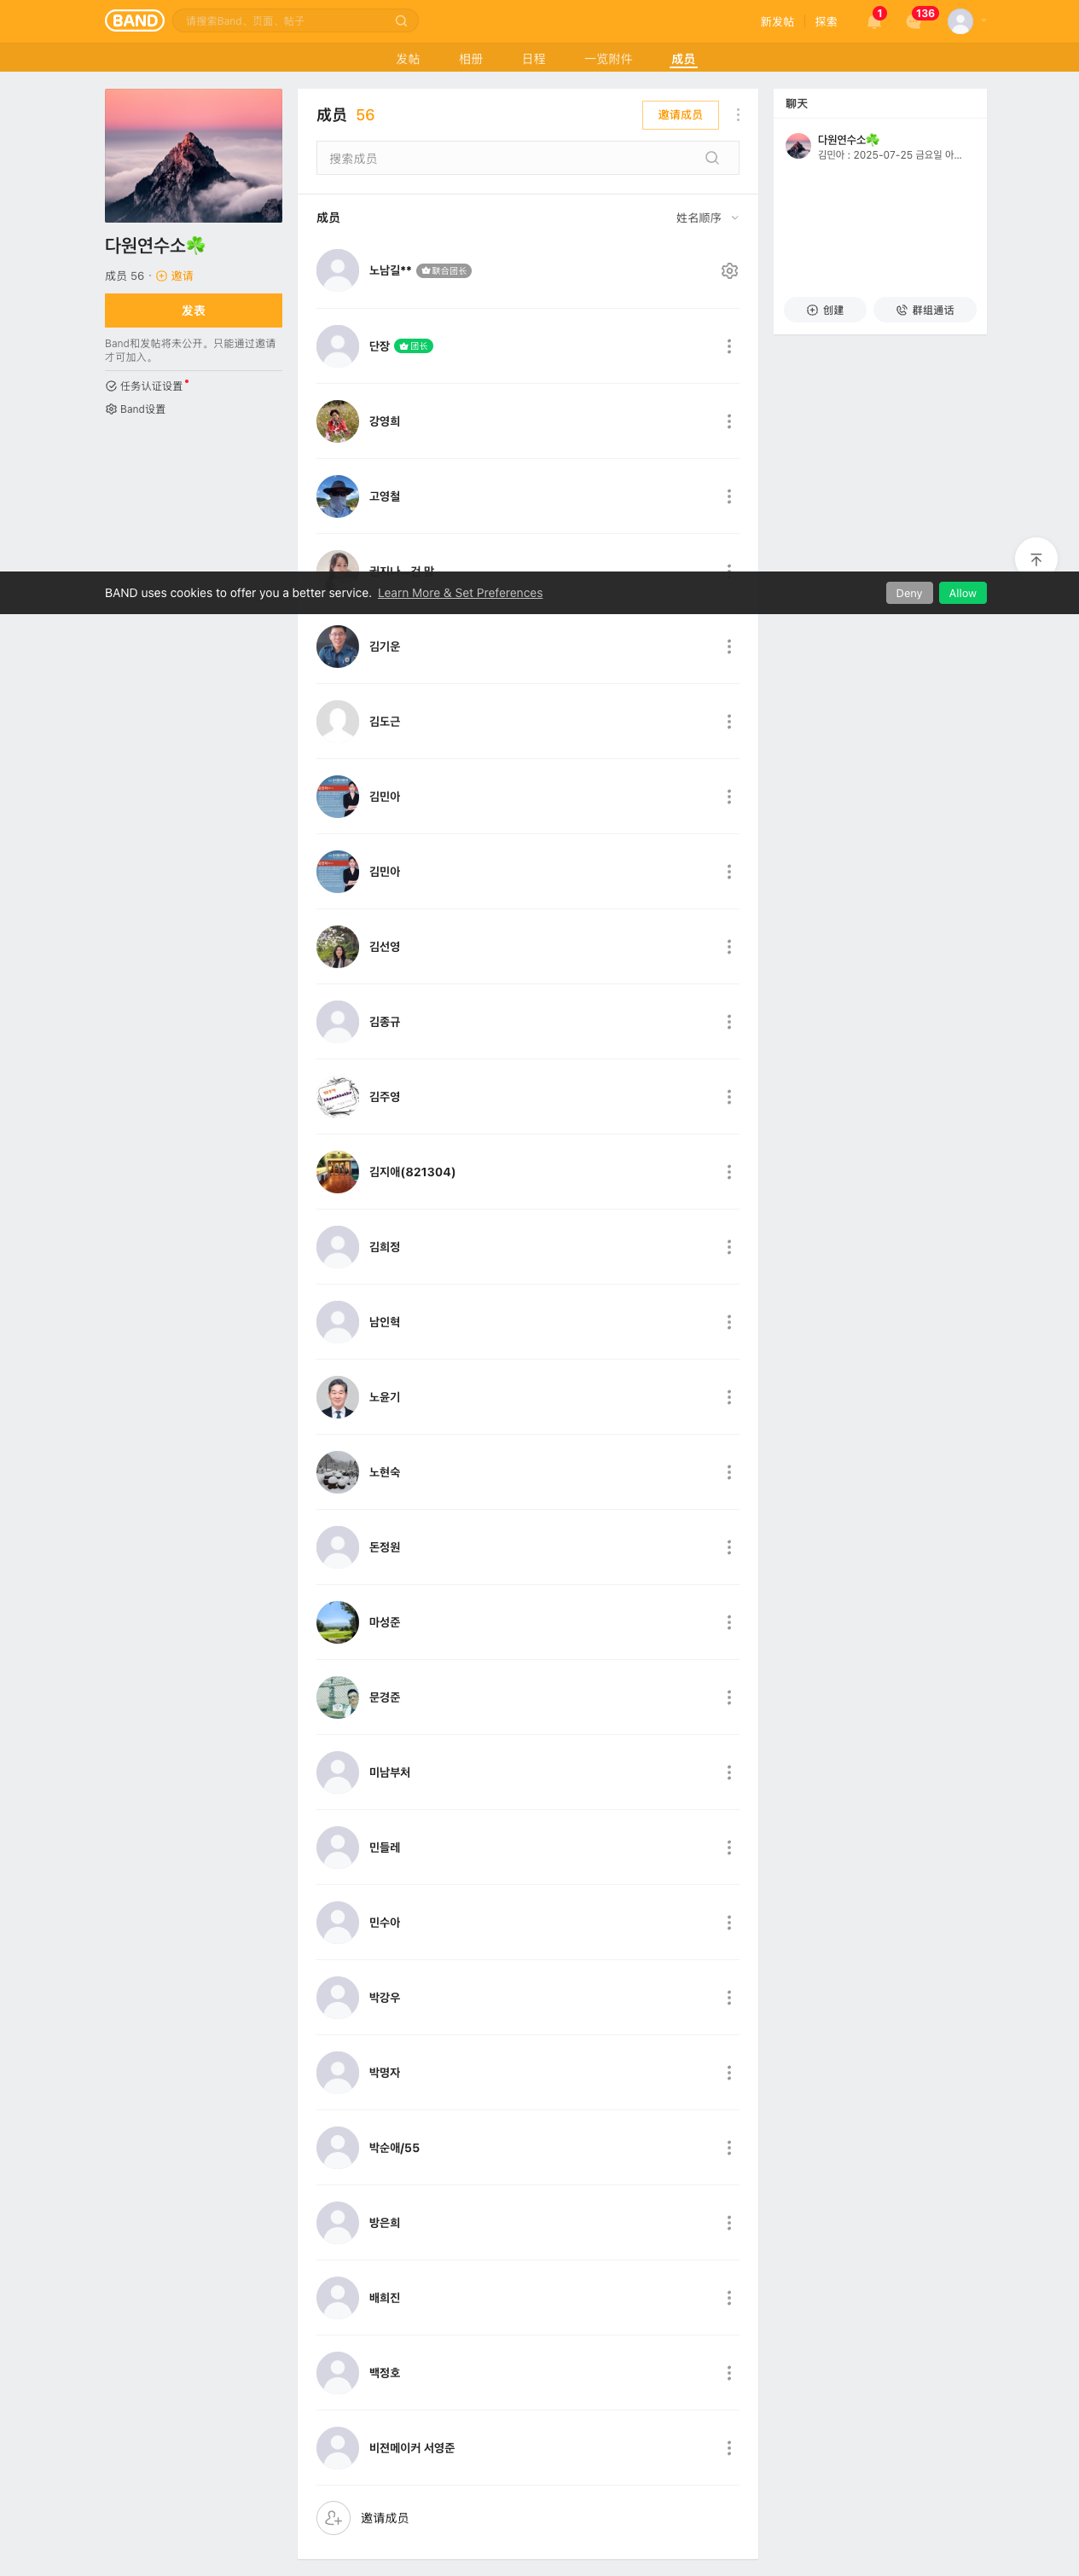 BAND
请搜索Band、页面、帖子
新发帖
探索
1
136
发帖
相册
日程
一览附件
成员
다원연수소☘️
成员 56 · 邀请
发表
Band和发帖将未公开。只能通过邀请
才可加入。
任务认证设置
Band设置
成员 56
邀请成员
搜索成员
成员
姓名顺序
노남길** 联合团长
단장 团长
강영희
고영철
BAND uses cookies to offer you a better service. Learn More & Set Preferences
Deny
Allow
김기운
김도근
김민아
김민아
김선영
김종규
김주영
김지애(821304)
김희정
남인혁
노윤기
노현숙
돈정원
마성준
문경준
미남부처
민들레
민수아
박강우
박명자
박순애/55
방은희
배희진
백정호
비젼메이커 서영준
邀请成员
聊天
다원연수소☘️
김민아 : 2025-07-25 금요일 아...
创建
群组通话